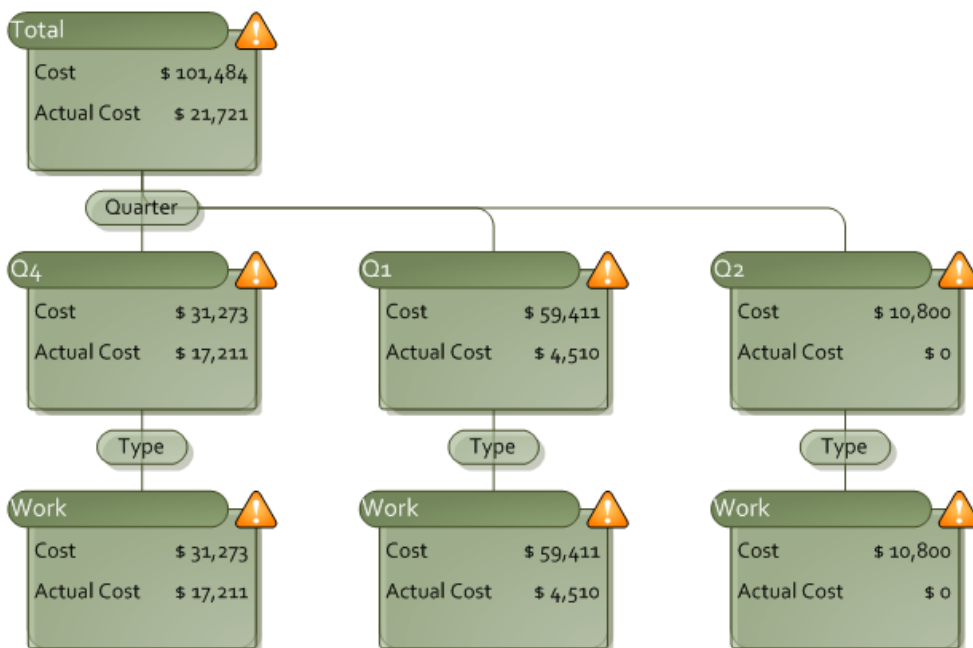 Total
Cost $ 101,484
Actual Cost $ 21,721
Quarter
Q4 Q1 Q2
Cost $ 31,273 Cost $ 59,411 Cost $ 10,800
Actual Cost $ 17,211 Actual Cost $ 4,510 Actual Cost $ 0
Type Type Type
Work Work Work
Cost $ 31,273 Cost $ 59,411 Cost $ 10,800
Actual Cost $ 17,211 Actual Cost $ 4,510 Actual Cost $ 0